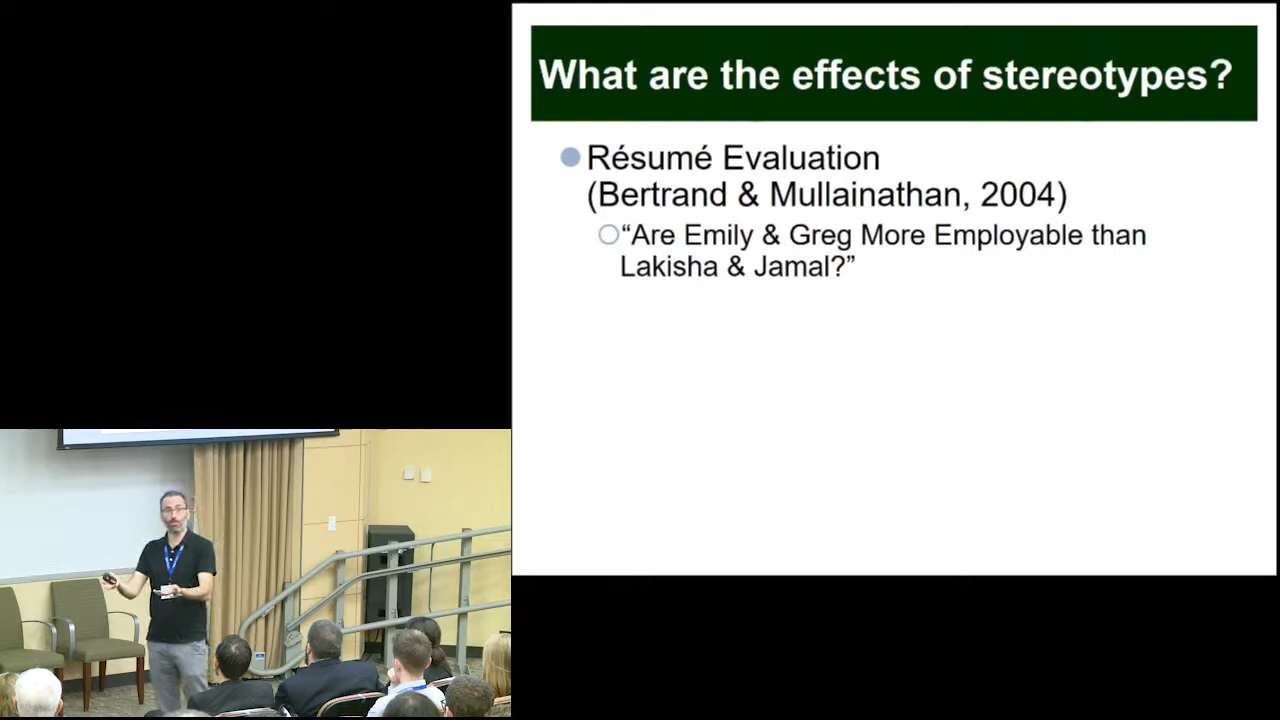 What are the effects of stereotypes?
Résumé Evaluation
(Bertrand & Mullainathan, 2004)
“Are Emily & Greg More Employable than
Lakisha & Jamal?”